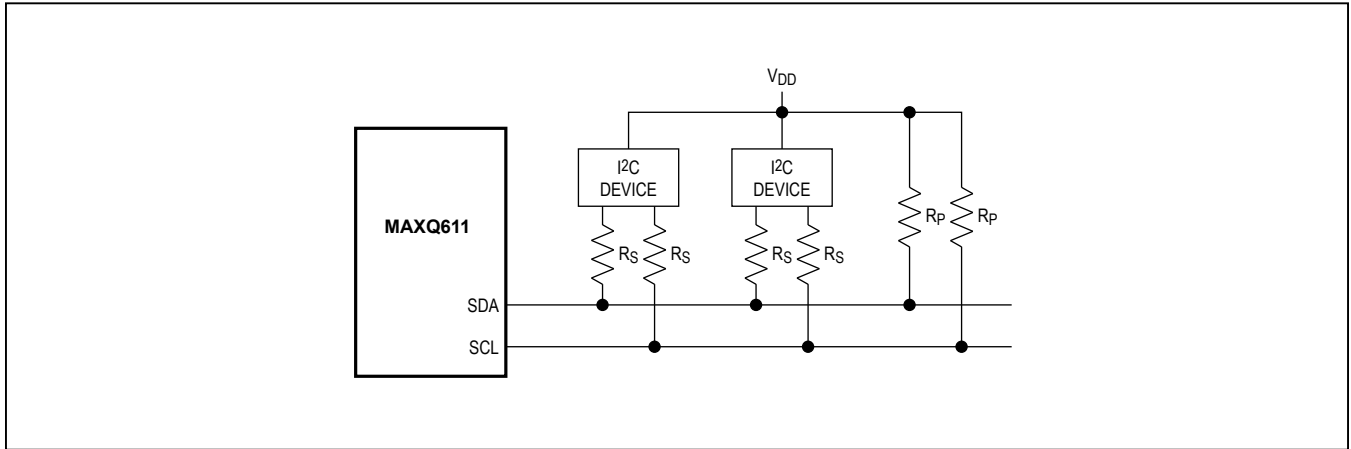 VDD
I2C
DEVICE
I2C
DEVICE
MAXQ611
RS
RS
RS
RS
RP
RP
SDA
SCL